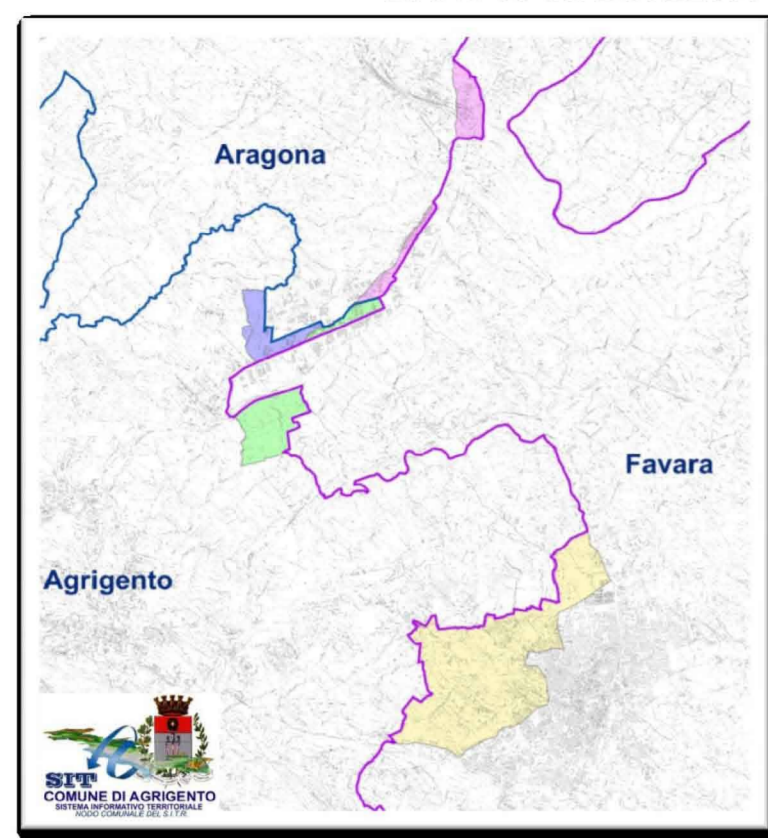 Aragona
Favara
Agrigento
SIT
COMUNE DI AGRIGENTO
SISTEMA INFORMATIVO TERRITORIALE
NODO COMUNALE DEL S.I.T.R.